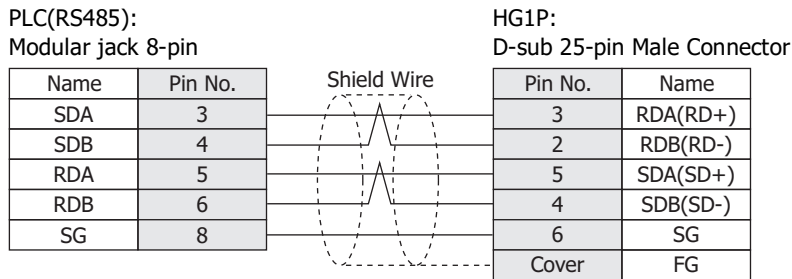 PLC(RS485): HG1P:
Modular jack 8-pin D-sub 25-pin Male Connector
Name Pin No. Shield Wire Pin No. Name
SDA 3 3 RDA(RD+)
SDB 4 2 RDB(RD-)
RDA 5 5 SDA(SD+)
RDB 6 4 SDB(SD-)
SG 8 6 SG
Cover FG